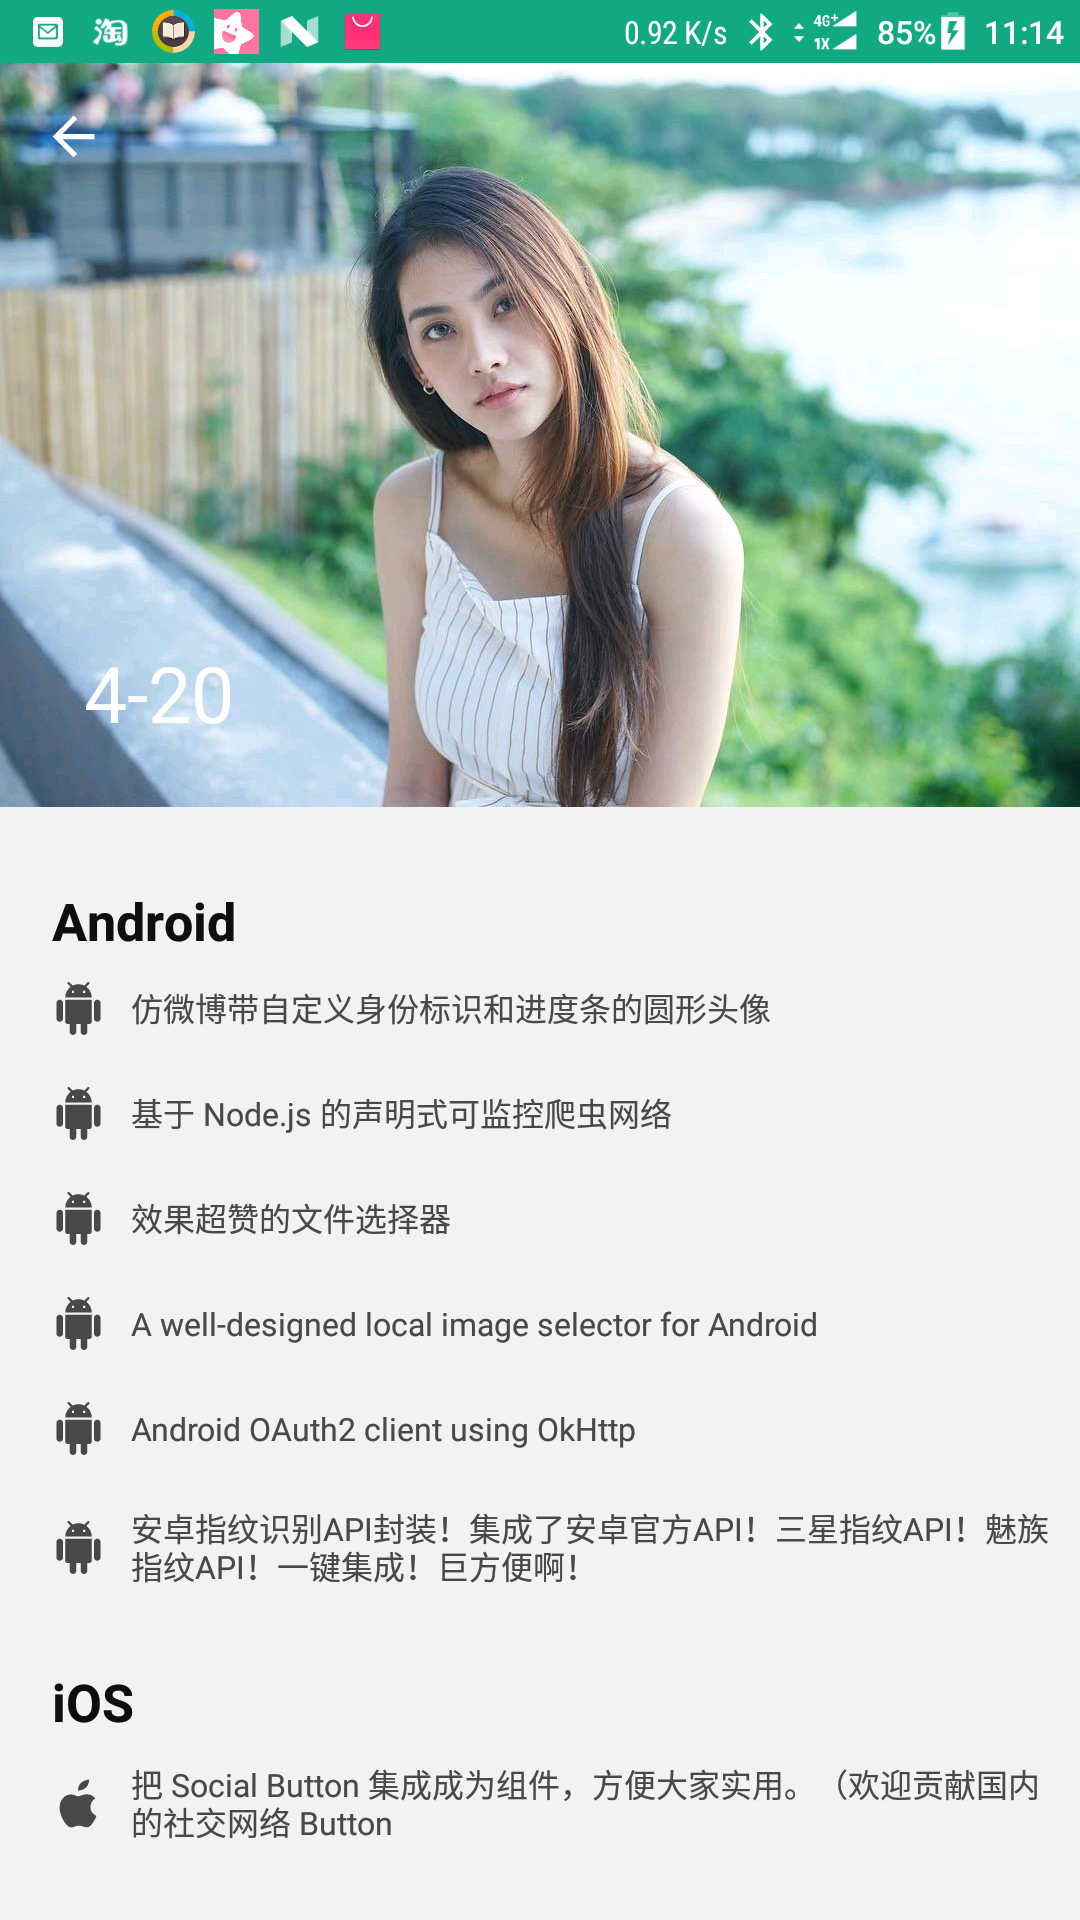 淘 0.92 K/s 4G+ 1X 85% 11:14
4-20
Android
仿微博带自定义身份标识和进度条的圆形头像
基于 Node.js 的声明式可监控爬虫网络
效果超赞的文件选择器
A well-designed local image selector for Android
Android OAuth2 client using OkHttp
安卓指纹识别API封装！集成了安卓官方API！三星指纹API！魅族
指纹API！一键集成！巨方便啊！
iOS
把 Social Button 集成成为组件，方便大家实用。（欢迎贡献国内
的社交网络 Button